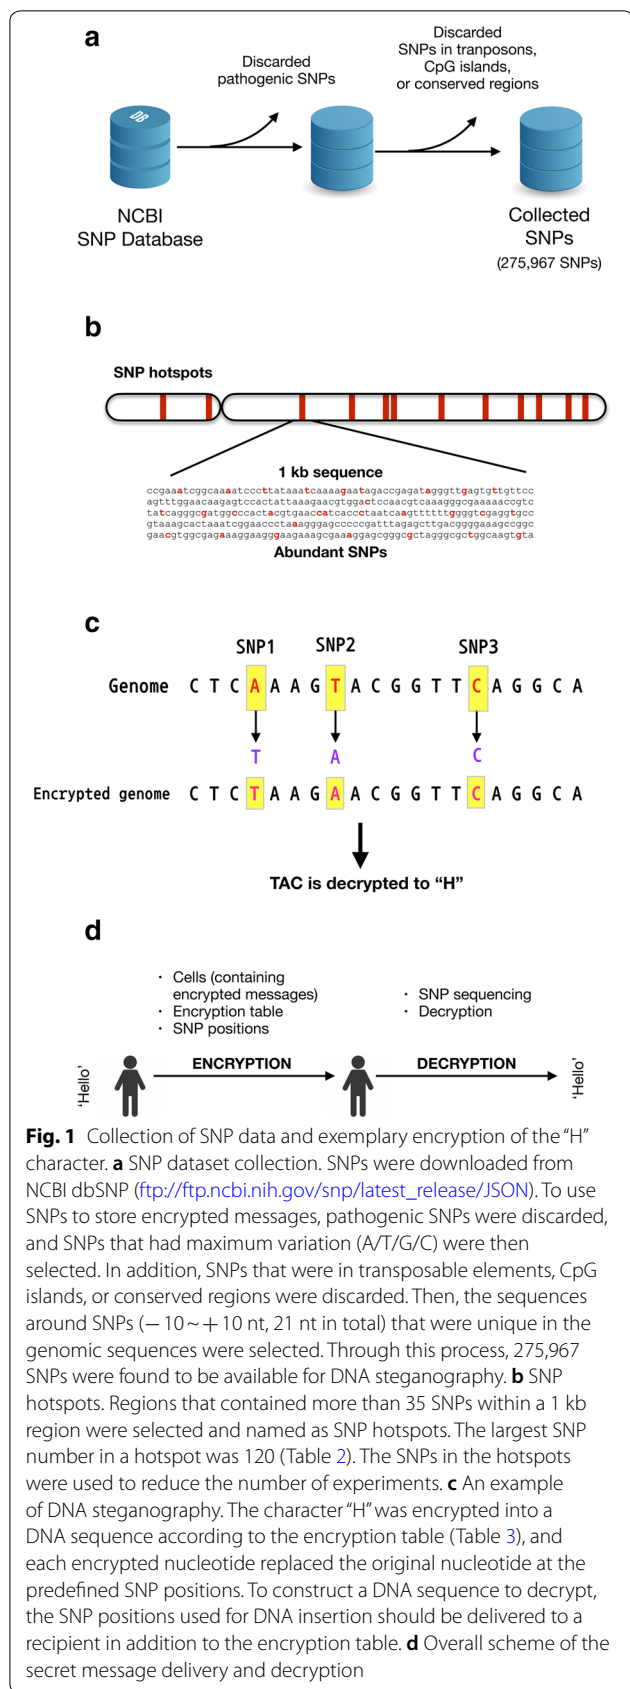 a
Discarded
pathogenic SNPs
Discarded
SNPs in tranposons,
CpG islands,
or conserved regions
DB
NCBI
SNP Database
Collected
SNPs
(275,967 SNPs)
b
SNP hotspots
1 kb sequence
ccgaaatcggcaaaatcccttataaatcaaaagaatagaccgagatagggttgagtgttgttcc
agtttggaacaagagtccactattaaagaacgtggactccaacgtcaaagggcgaaaaaccgtc
tatcagggcgatggcccactacgtgaaccatcaccctaatcaagttttttggggtcgaggtgcc
gtaaagcactaaatcggaaccctaaagggagcccccgatttagagcttgacggggaaagccggc
gaacgtggcgagaaaggaagggaagaaagcgaaaggagcgggcgctagggcgctggcaagtgta
Abundant SNPs
c
SNP1 SNP2 SNP3
Genome C T C A A A G T A C G G T T C A G G C A
T A C
Encrypted genome C T C T A A G A A C G G T T C A G G C A
TAC is decrypted to “H”
d
· Cells (containing
encrypted messages)
· Encryption table
· SNP positions
· SNP sequencing
· Decryption
'Hello'
ENCRYPTION
DECRYPTION
'Hello'
Fig. 1 Collection of SNP data and exemplary encryption of the “H”
character. a SNP dataset collection. SNPs were downloaded from
NCBI dbSNP (ftp://ftp.ncbi.nih.gov/snp/latest_release/JSON). To use
SNPs to store encrypted messages, pathogenic SNPs were discarded,
and SNPs that had maximum variation (A/T/G/C) were then
selected. In addition, SNPs that were in transposable elements, CpG
islands, or conserved regions were discarded. Then, the sequences
around SNPs (− 10 ~ + 10 nt, 21 nt in total) that were unique in the
genomic sequences were selected. Through this process, 275,967
SNPs were found to be available for DNA steganography. b SNP
hotspots. Regions that contained more than 35 SNPs within a 1 kb
region were selected and named as SNP hotspots. The largest SNP
number in a hotspot was 120 (Table 2). The SNPs in the hotspots
were used to reduce the number of experiments. c An example
of DNA steganography. The character “H” was encrypted into a
DNA sequence according to the encryption table (Table 3), and
each encrypted nucleotide replaced the original nucleotide at the
predefined SNP positions. To construct a DNA sequence to decrypt,
the SNP positions used for DNA insertion should be delivered to a
recipient in addition to the encryption table. d Overall scheme of the
secret message delivery and decryption